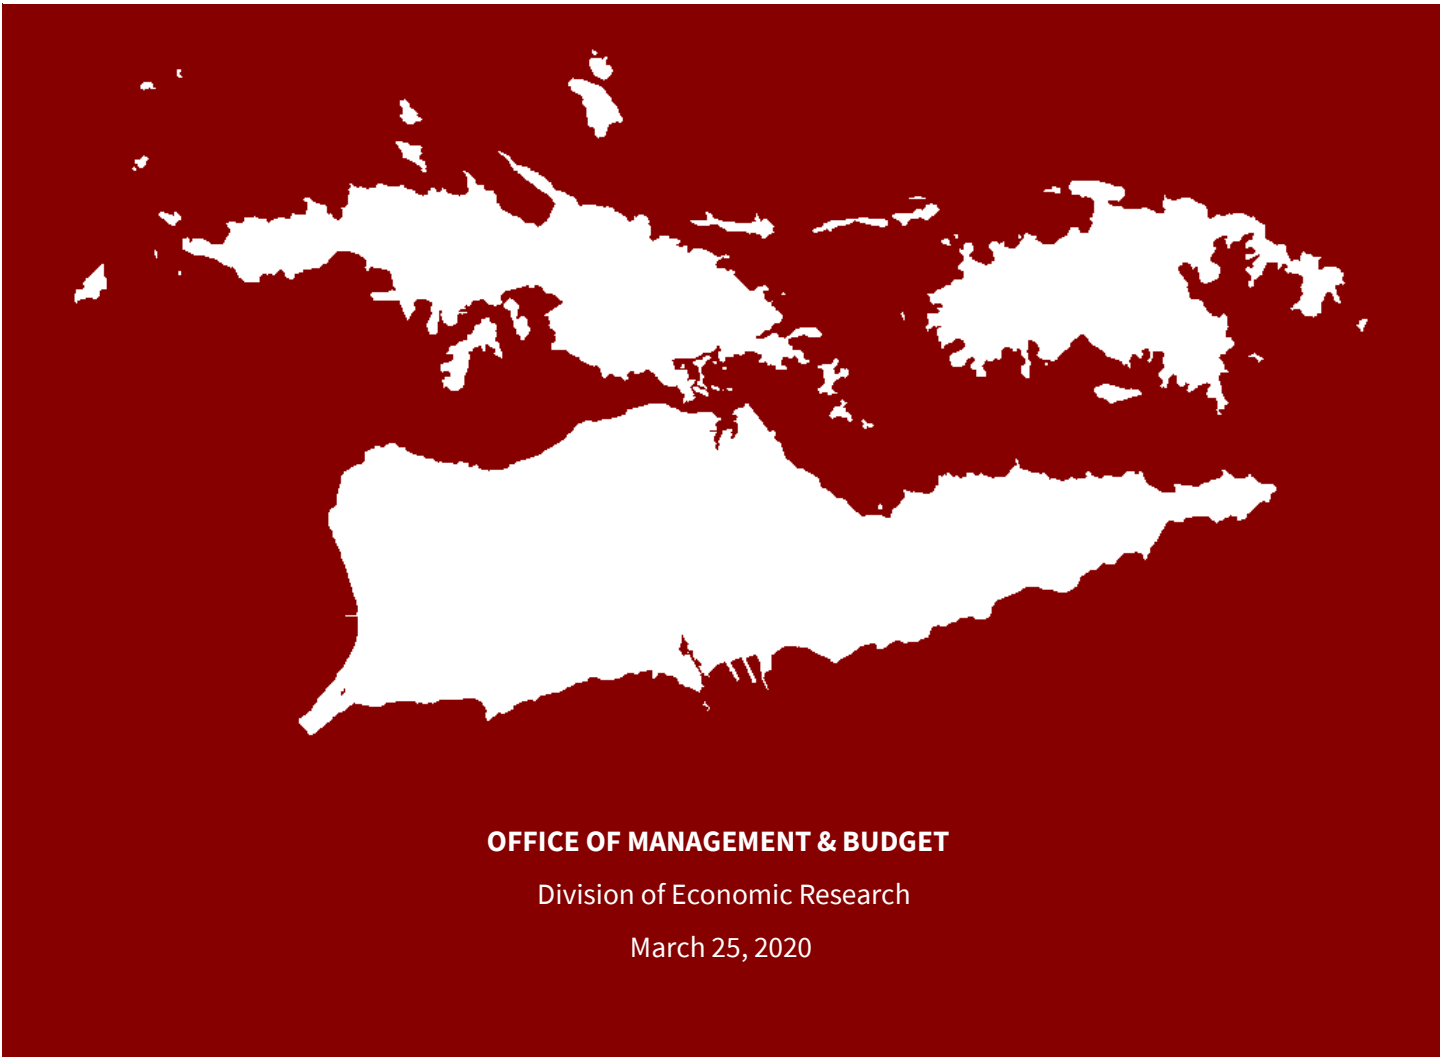 OFFICE OF MANAGEMENT & BUDGET
Division of Economic Research
March 25, 2020